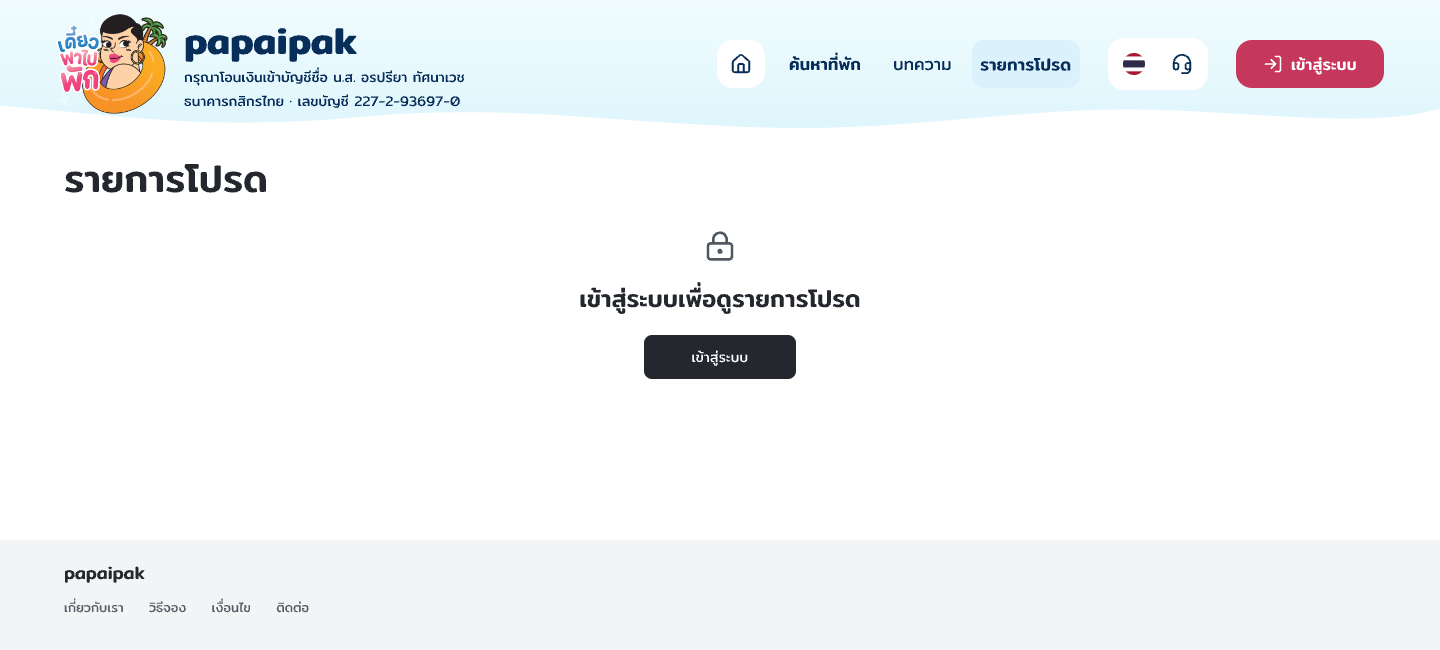 เดี๋ยว
พาไป
พัก
papaipak
กรุณาโอนเงินเข้าบัญชีชื่อ น.ส. อรปรียา ทัศนาเวช
ธนาคารกสิกรไทย · เลขบัญชี 227-2-93697-0
ค้นหาที่พัก
บทความ
รายการโปรด
เข้าสู่ระบบ
รายการโปรด
เข้าสู่ระบบเพื่อดูรายการโปรด
เข้าสู่ระบบ
papaipak
เกี่ยวกับเรา วิธีจอง เงื่อนไข ติดต่อ